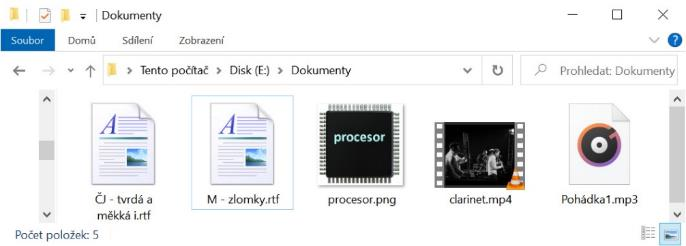 Dokumenty
Soubor Domů Sdílení Zobrazení
Tento počítač Disk (E:) Dokumenty
Prohledat: Dokumenty
A A procesor
ČJ - tvrdá a
měkká i.rtf
M - zlomky.rtf
procesor.png
clarinet.mp4
Pohádka1.mp3
Počet položek: 5